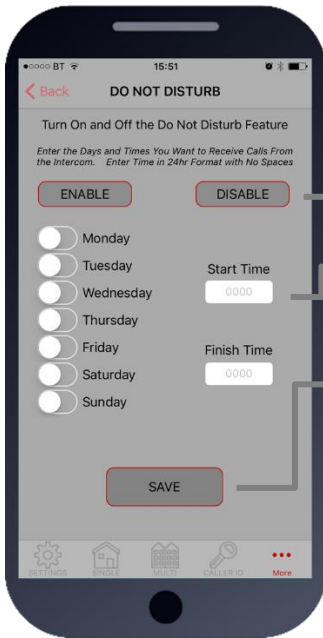 ●○○○○ BT 15:51
Back DO NOT DISTURB
Turn On and Off the Do Not Disturb Feature
Enter the Days and Times You Want to Receive Calls From
the Intercom. Enter Time in 24hr Format with No Spaces
ENABLE DISABLE
Monday
Tuesday Start Time
Wednesday 0000
Thursday
Friday Finish Time
Saturday 0000
Sunday
SAVE
SETTINGS SINGLE MULTI CALLER ID More